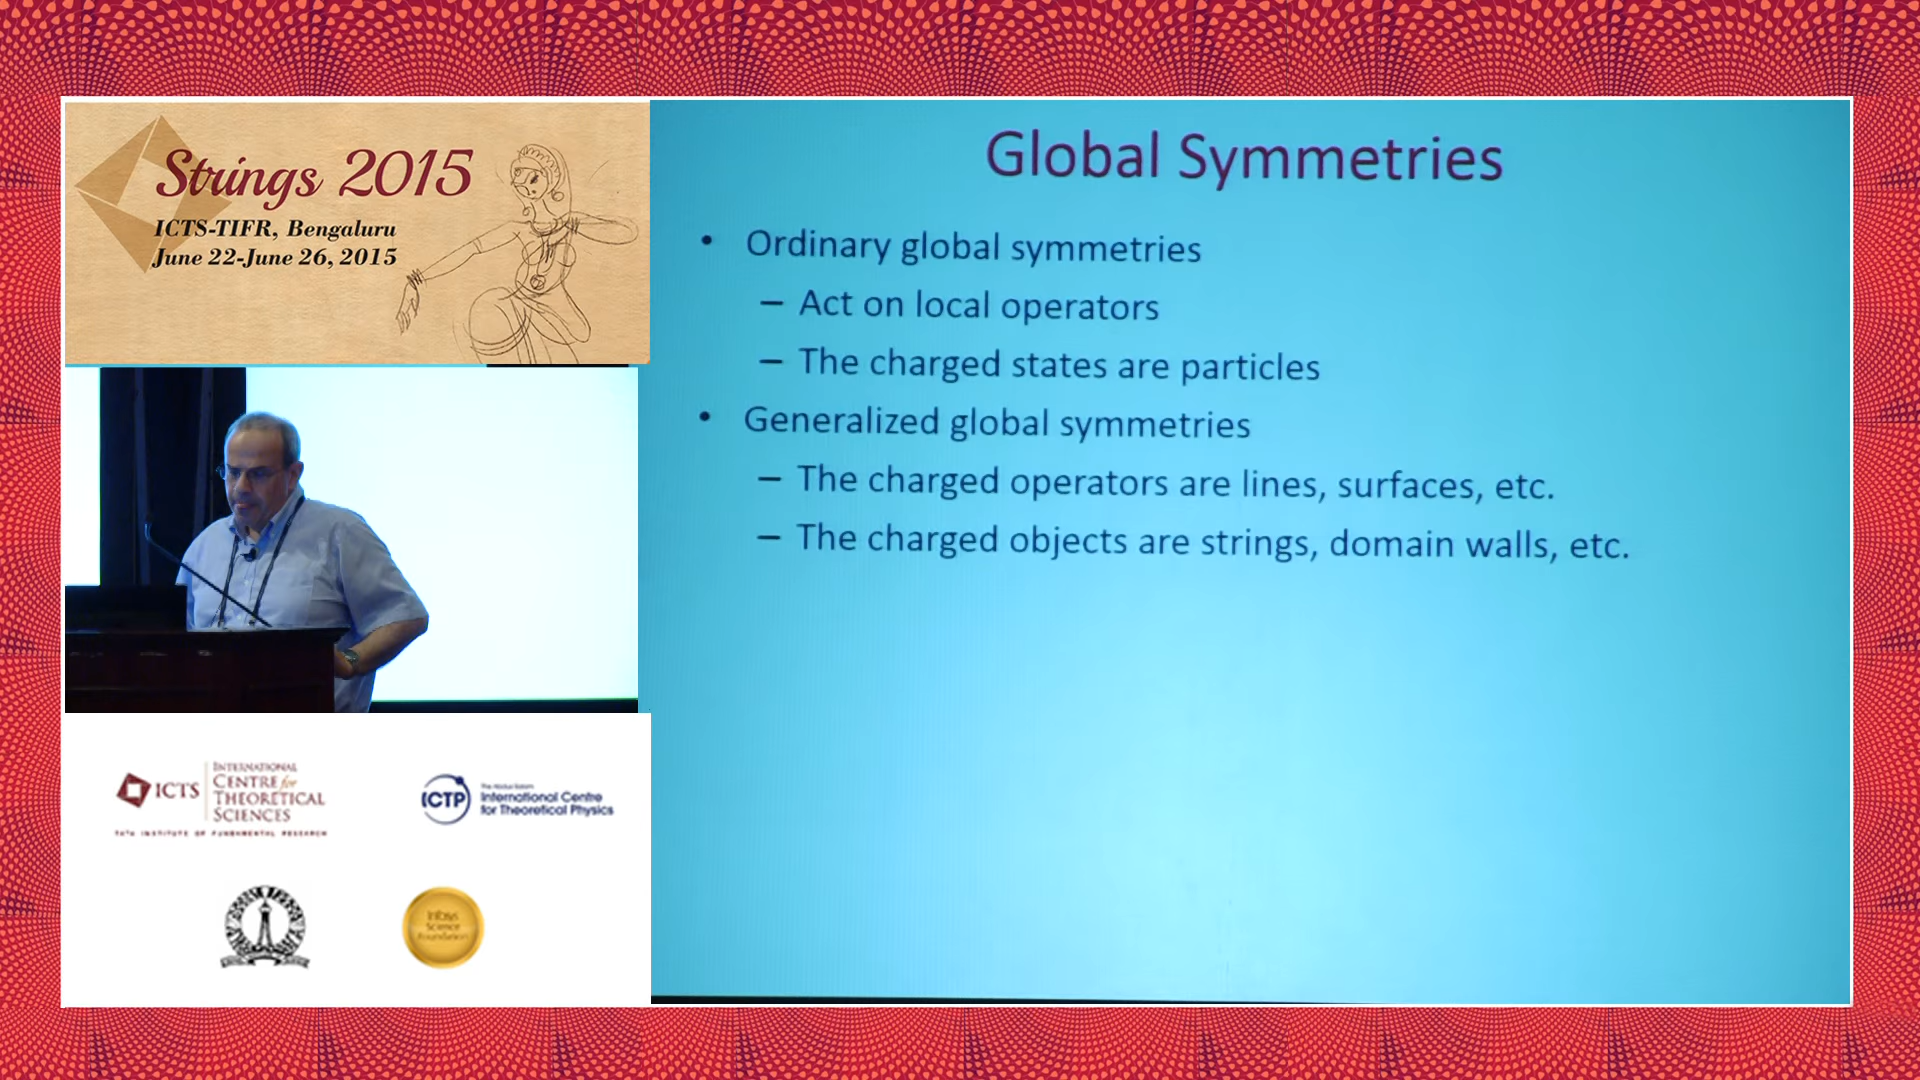 Strings 2015
ICTS-TIFR, Bengaluru
June 22-June 26, 2015
Global Symmetries
• Ordinary global symmetries
– Act on local operators
– The charged states are particles
• Generalized global symmetries
– The charged operators are lines, surfaces, etc.
– The charged objects are strings, domain walls, etc.
ICTS
INTERNATIONAL
CENTRE for
THEORETICAL
SCIENCES
TATA INSTITUTE OF FUNDAMENTAL RESEARCH
ICTP
The Abdus Salam
International Centre
for Theoretical Physics
Infosys
Science
Foundation